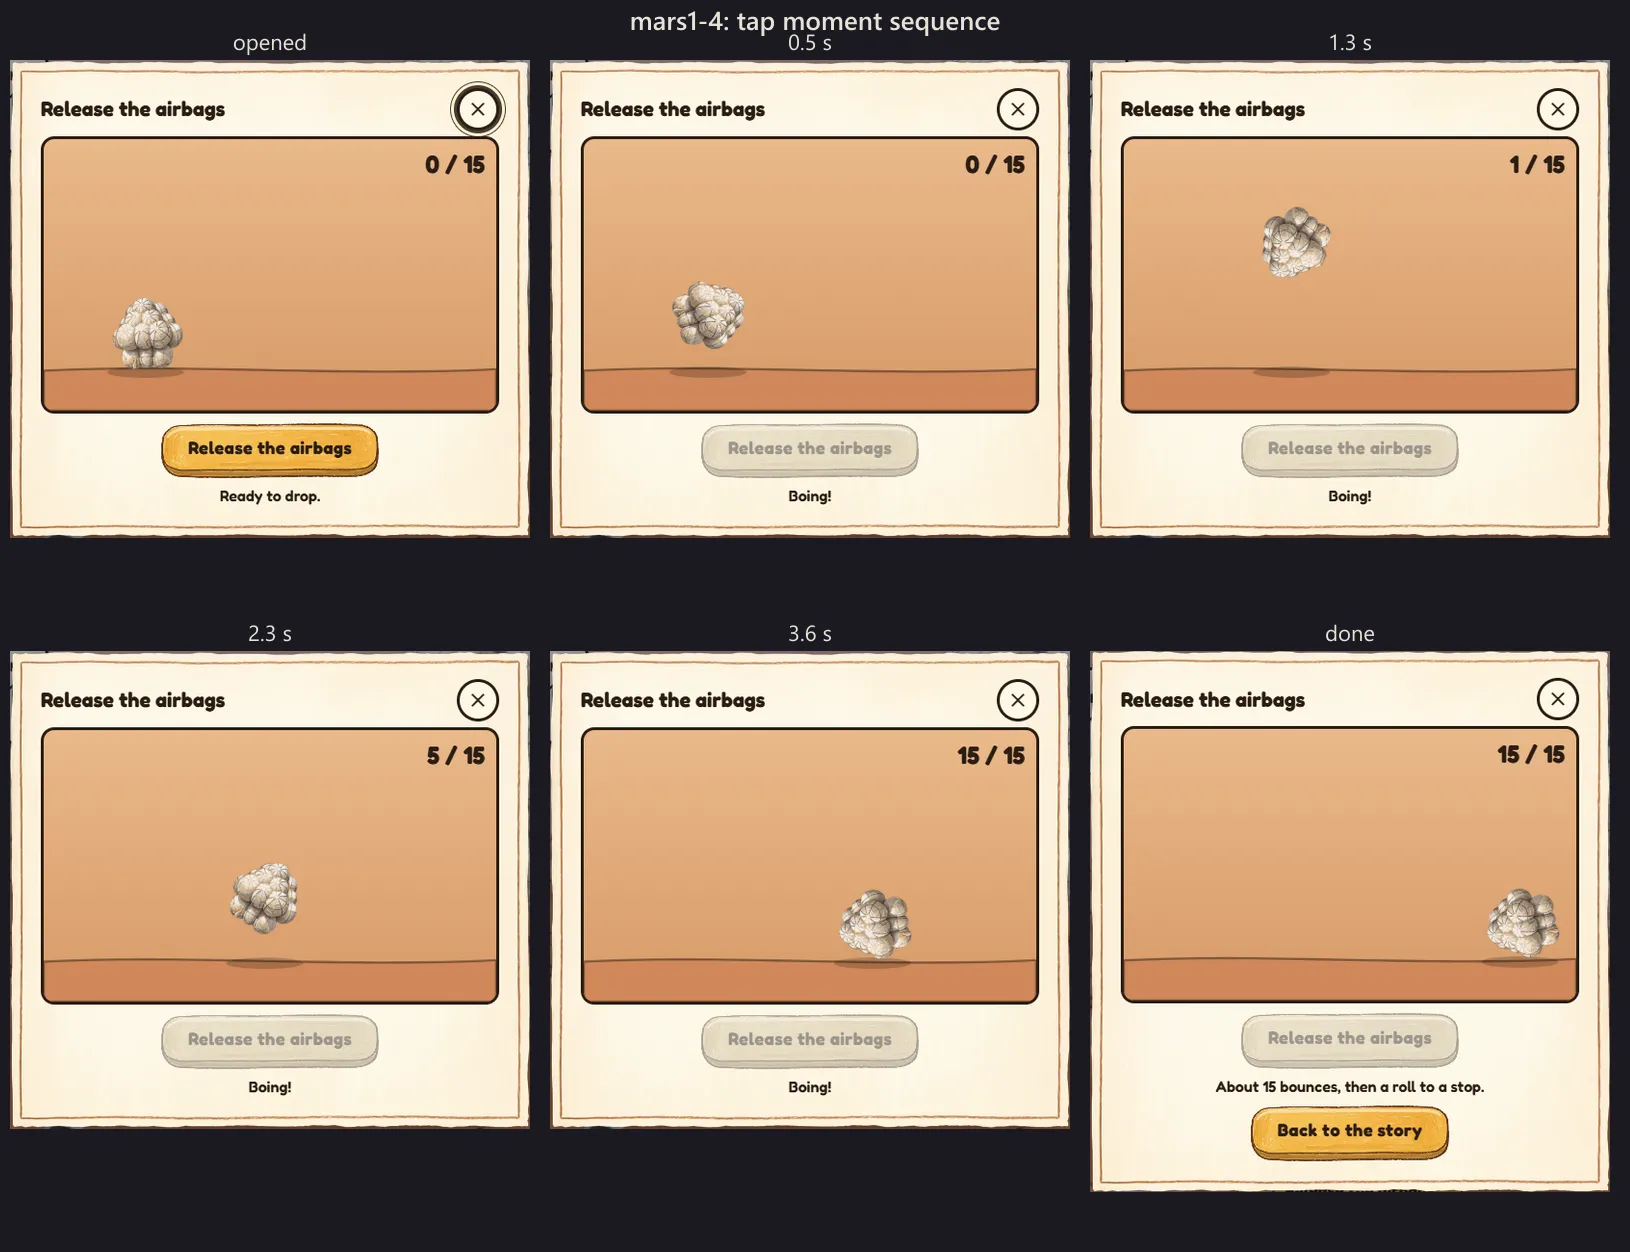 mars1-4: tap moment sequence
opened
0.5 s
1.3 s
Release the airbags
0 / 15
Release the airbags
Ready to drop.
Release the airbags
0 / 15
Release the airbags
Boing!
Release the airbags
1 / 15
Release the airbags
Boing!
2.3 s
3.6 s
done
Release the airbags
5 / 15
Release the airbags
Boing!
Release the airbags
15 / 15
Release the airbags
Boing!
Release the airbags
15 / 15
Release the airbags
About 15 bounces, then a roll to a stop.
Back to the story